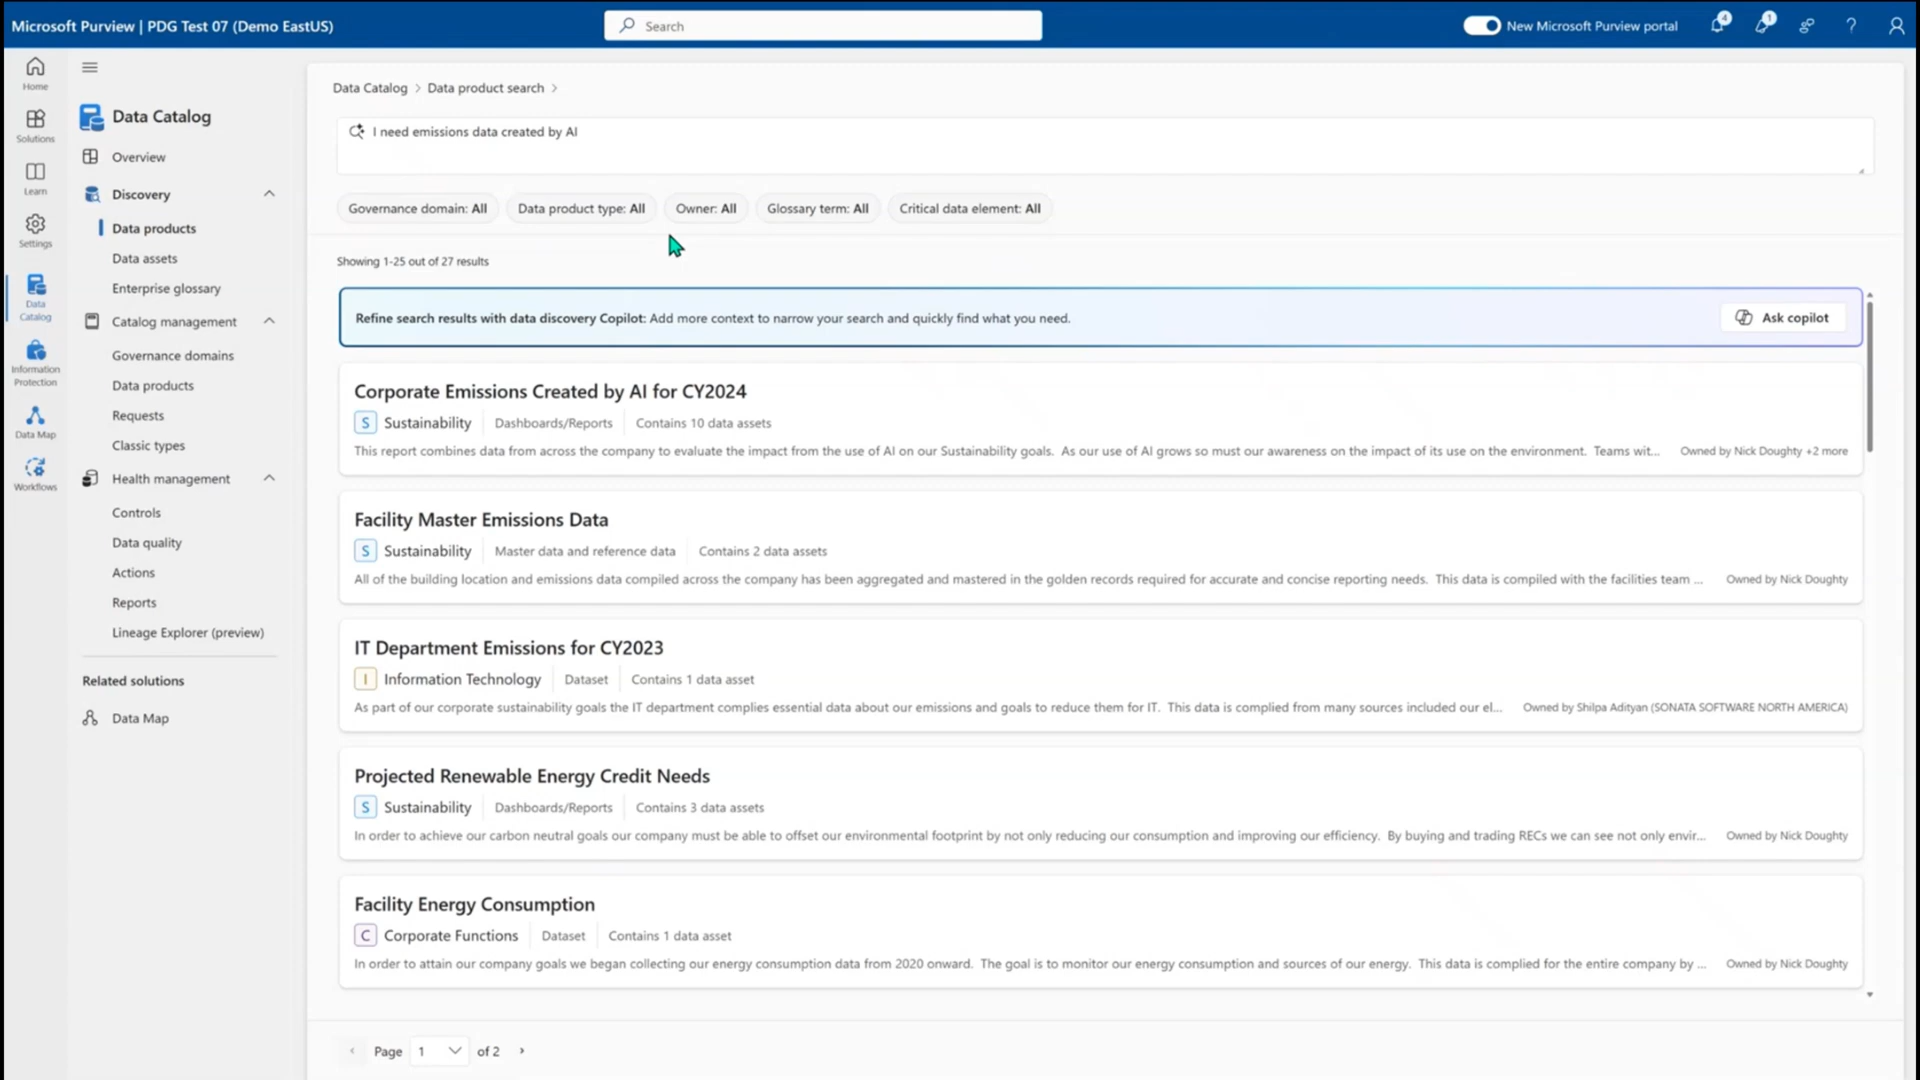 Microsoft Purview | PDG Test 07 (Demo EastUS)
Search
New Microsoft Purview portal
4
1
Home
Solutions
Learn
Settings
Data Catalog
Information Protection
Data Map
Workflows
Data Catalog
Overview
Discovery
Data products
Data assets
Enterprise glossary
Catalog management
Governance domains
Data products
Requests
Classic types
Health management
Controls
Data quality
Actions
Reports
Lineage Explorer (preview)
Related solutions
Data Map
Data Catalog > Data product search >
I need emissions data created by AI
Governance domain: All
Data product type: All
Owner: All
Glossary term: All
Critical data element: All
Showing 1-25 out of 27 results
Refine search results with data discovery Copilot: Add more context to narrow your search and quickly find what you need.
Ask copilot
Corporate Emissions Created by AI for CY2024
S Sustainability Dashboards/Reports Contains 10 data assets
This report combines data from across the company to evaluate the impact from the use of AI on our Sustainability goals. As our use of AI grows so must our awareness on the impact of its use on the environment. Teams wit... Owned by Nick Doughty +2 more
Facility Master Emissions Data
S Sustainability Master data and reference data Contains 2 data assets
All of the building location and emissions data compiled across the company has been aggregated and mastered in the golden records required for accurate and concise reporting needs. This data is compiled with the facilities team ... Owned by Nick Doughty
IT Department Emissions for CY2023
I Information Technology Dataset Contains 1 data asset
As part of our corporate sustainability goals the IT department complies essential data about our emissions and goals to reduce them for IT. This data is complied from many sources included our el... Owned by Shilpa Adityan (SONATA SOFTWARE NORTH AMERICA)
Projected Renewable Energy Credit Needs
S Sustainability Dashboards/Reports Contains 3 data assets
In order to achieve our carbon neutral goals our company must be able to offset our environmental footprint by not only reducing our consumption and improving our efficiency. By buying and trading RECs we can see not only envir... Owned by Nick Doughty
Facility Energy Consumption
C Corporate Functions Dataset Contains 1 data asset
In order to attain our company goals we began collecting our energy consumption data from 2020 onward. The goal is to monitor our energy consumption and sources of our energy. This data is complied for the entire company by ... Owned by Nick Doughty
Page 1 of 2